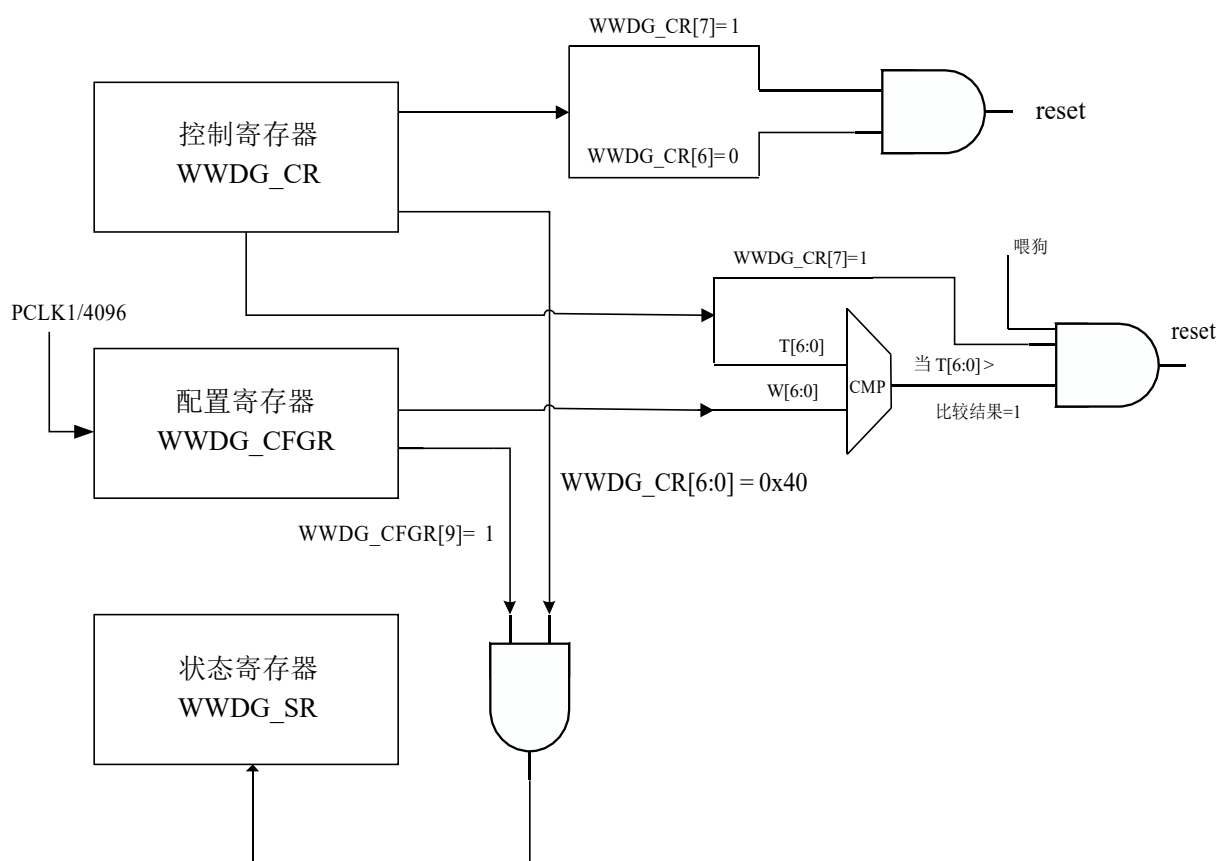 WWDG_CR[7]= 1
控制寄存器
WWDG_CR
reset
WWDG_CR[6]= 0
喂狗
WWDG_CR[7]=1
PCLK1/4096
reset
T[6:0]
当 T[6:0] >
CMP
W[6:0]
配置寄存器
WWDG_CFGR
比较结果=1
WWDG_CR[6:0] = 0x40
WWDG_CFGR[9]= 1
状态寄存器
WWDG_SR